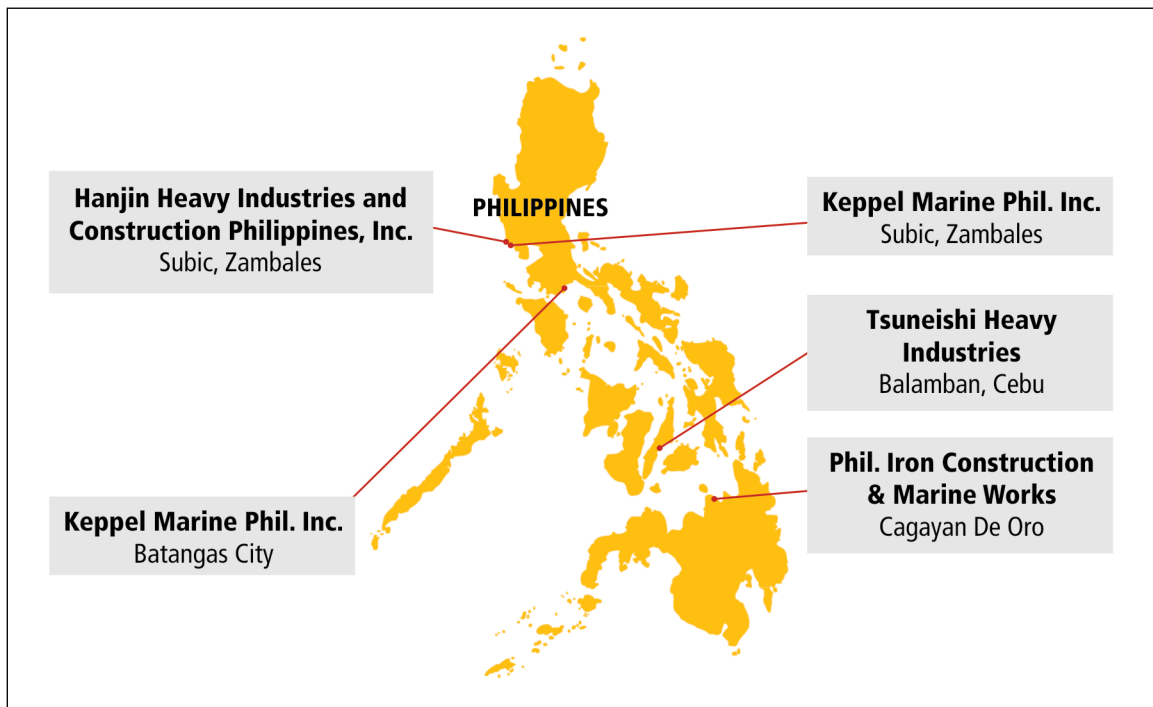 Hanjin Heavy Industries and
Construction Philippines, Inc.
Subic, Zambales
PHILIPPINES
Keppel Marine Phil. Inc.
Subic, Zambales
Tsuneishi Heavy
Industries
Balamban, Cebu
Phil. Iron Construction
& Marine Works
Cagayan De Oro
Keppel Marine Phil. Inc.
Batangas City